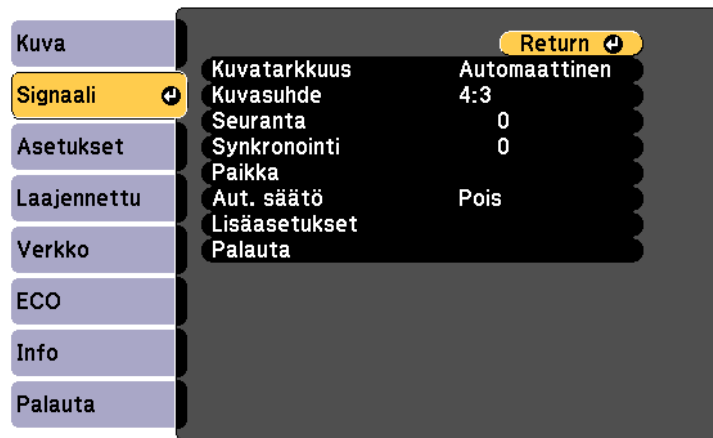 Kuva
Signaali
Asetukset
Laajennettu
Verkko
ECO
Info
Palauta
Return
Kuvatarkkuus Automaattinen
Kuvasuhde 4:3
Seuranta 0
Synkronointi 0
Paikka
Aut. säätö Pois
Lisäasetukset
Palauta